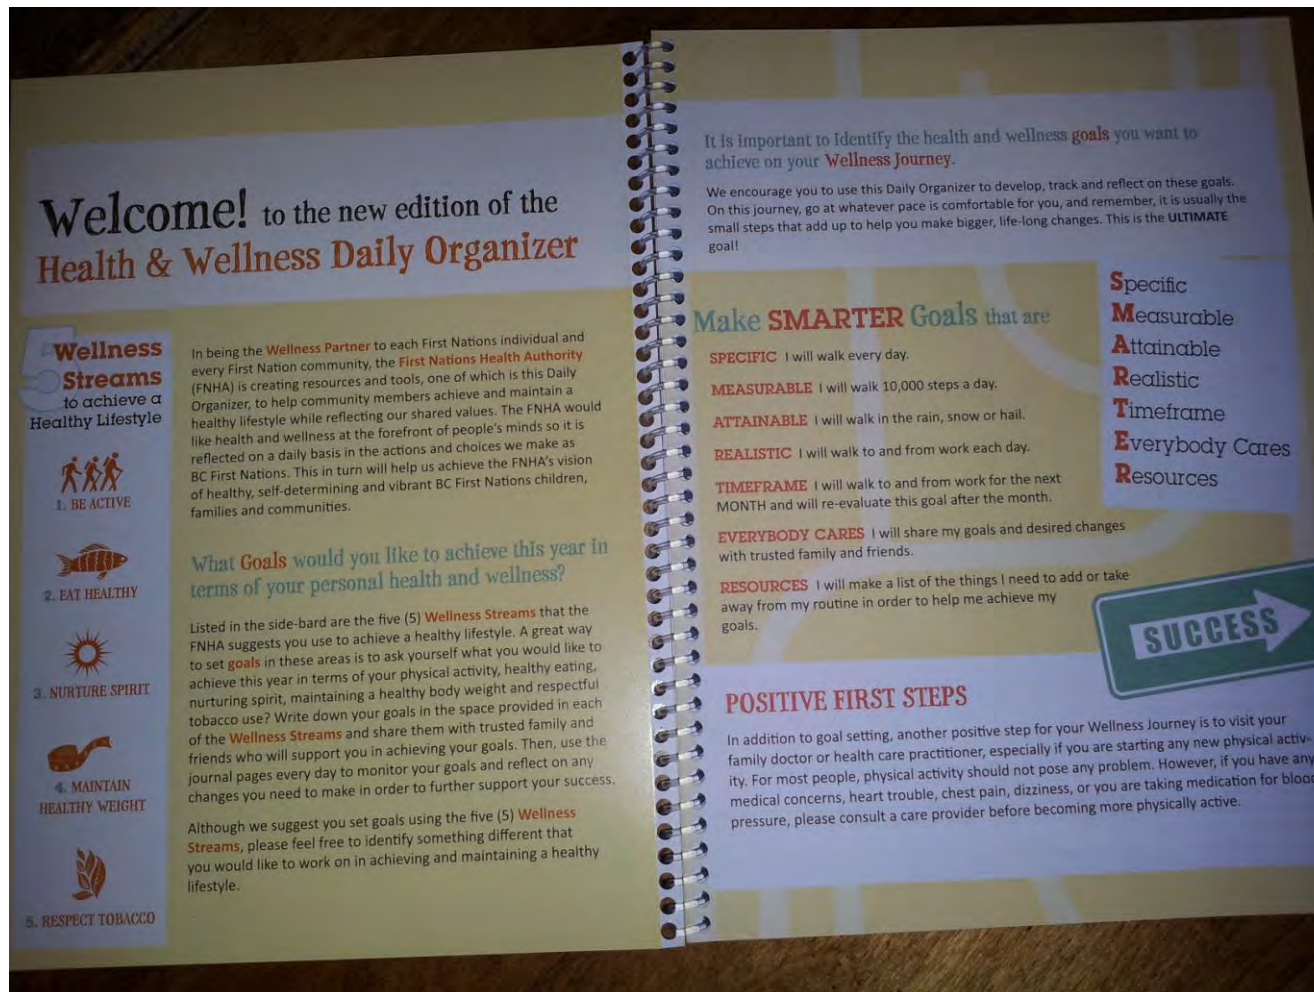 Welcome! to the new edition of the
Health & Wellness Daily Organizer
5 Wellness
Streams
to achieve a
Healthy Lifestyle
1. BE ACTIVE
2. EAT HEALTHY
3. NURTURE SPIRIT
4. MAINTAIN
HEALTHY WEIGHT
5. RESPECT TOBACCO
In being the Wellness Partner to each First Nations individual and
every First Nation community, the First Nations Health Authority
(FNHA) is creating resources and tools, one of which is this Daily
Organizer, to help community members achieve and maintain a
healthy lifestyle while reflecting our shared values. The FNHA would
like health and wellness at the forefront of people's minds so it is
reflected on a daily basis in the actions and choices we make as
BC First Nations. This in turn will help us achieve the FNHA's vision
of healthy, self-determining and vibrant BC First Nations children,
families and communities.
What Goals would you like to achieve this year in
terms of your personal health and wellness?
Listed in the side-bard are the five (5) Wellness Streams that the
FNHA suggests you use to achieve a healthy lifestyle. A great way
to set goals in these areas is to ask yourself what you would like to
achieve this year in terms of your physical activity, healthy eating,
nurturing spirit, maintaining a healthy body weight and respectful
tobacco use? Write down your goals in the space provided in each
of the Wellness Streams and share them with trusted family and
friends who will support you in achieving your goals. Then, use the
journal pages every day to monitor your goals and reflect on any
changes you need to make in order to further support your success.
Although we suggest you set goals using the five (5) Wellness
Streams, please feel free to identify something different that
you would like to work on in achieving and maintaining a healthy
lifestyle.
It is important to identify the health and wellness goals you want to
achieve on your Wellness Journey.
We encourage you to use this Daily Organizer to develop, track and reflect on these goals.
On this journey, go at whatever pace is comfortable for you, and remember, it is usually the
small steps that add up to help you make bigger, life-long changes. This is the ULTIMATE
goal!
Make SMARTER Goals that are
SPECIFIC I will walk every day.
MEASURABLE I will walk 10,000 steps a day.
ATTAINABLE I will walk in the rain, snow or hail.
REALISTIC I will walk to and from work each day.
TIMEFRAME I will walk to and from work for the next
MONTH and will re-evaluate this goal after the month.
EVERYBODY CARES I will share my goals and desired changes
with trusted family and friends.
RESOURCES I will make a list of the things I need to add or take
away from my routine in order to help me achieve my
goals.
Specific
Measurable
Attainable
Realistic
Timeframe
Everybody Cares
Resources
SUCCESS
POSITIVE FIRST STEPS
In addition to goal setting, another positive step for your Wellness Journey is to visit your
family doctor or health care practitioner, especially if you are starting any new physical activ-
ity. For most people, physical activity should not pose any problem. However, if you have any
medical concerns, heart trouble, chest pain, dizziness, or you are taking medication for blood
pressure, please consult a care provider before becoming more physically active.